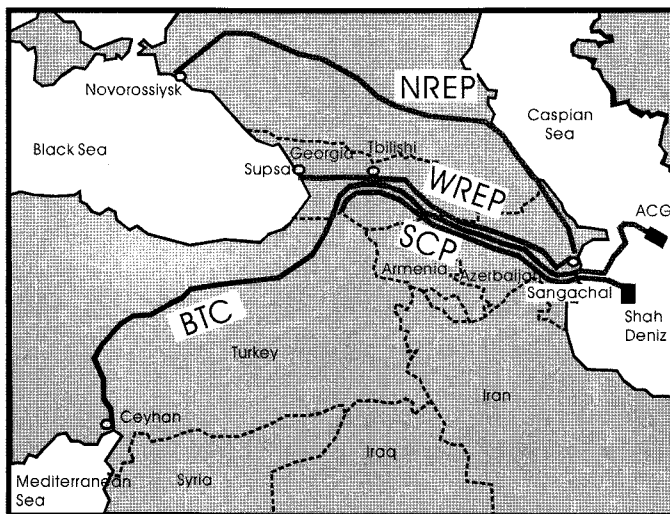 Novorossiysk
NREP
Caspian
Sea
Black Sea
Georgia
Tbilishi
Supsa
WREP
ACG
SCP
Armenia
Azerbaijan
Sangachal
BTC
Shah
Deniz
Turkey
Iran
Ceyhan
Iraq
Syria
Mediterranean
Sea